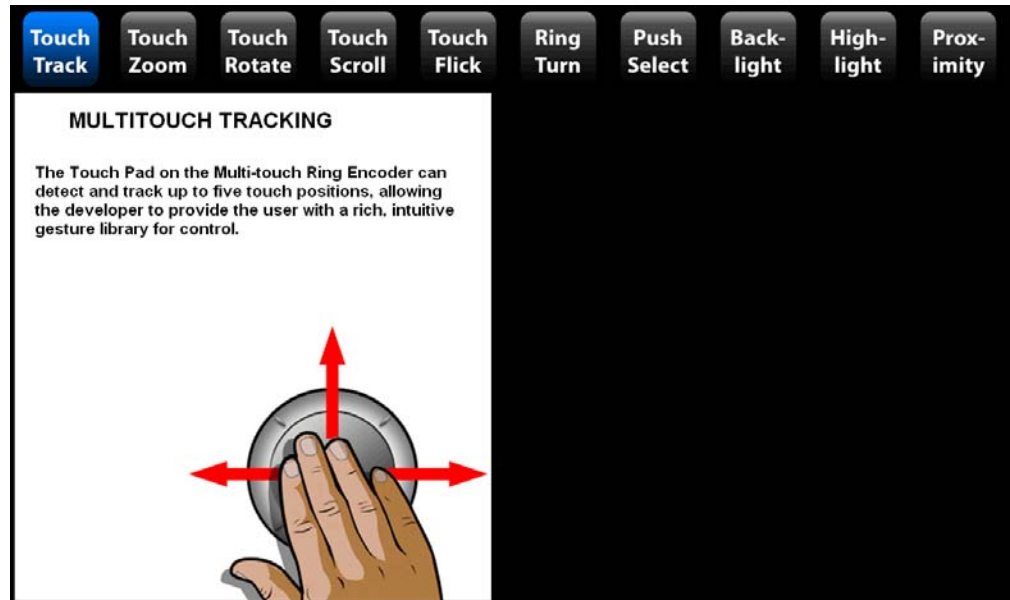 Touch Track
Touch Zoom
Touch Rotate
Touch Scroll
Touch Flick
Ring Turn
Push Select
Back-light
High-light
Prox-imity
MULTITOUCH TRACKING
The Touch Pad on the Multi-touch Ring Encoder can
detect and track up to five touch positions, allowing
the developer to provide the user with a rich, intuitive
gesture library for control.